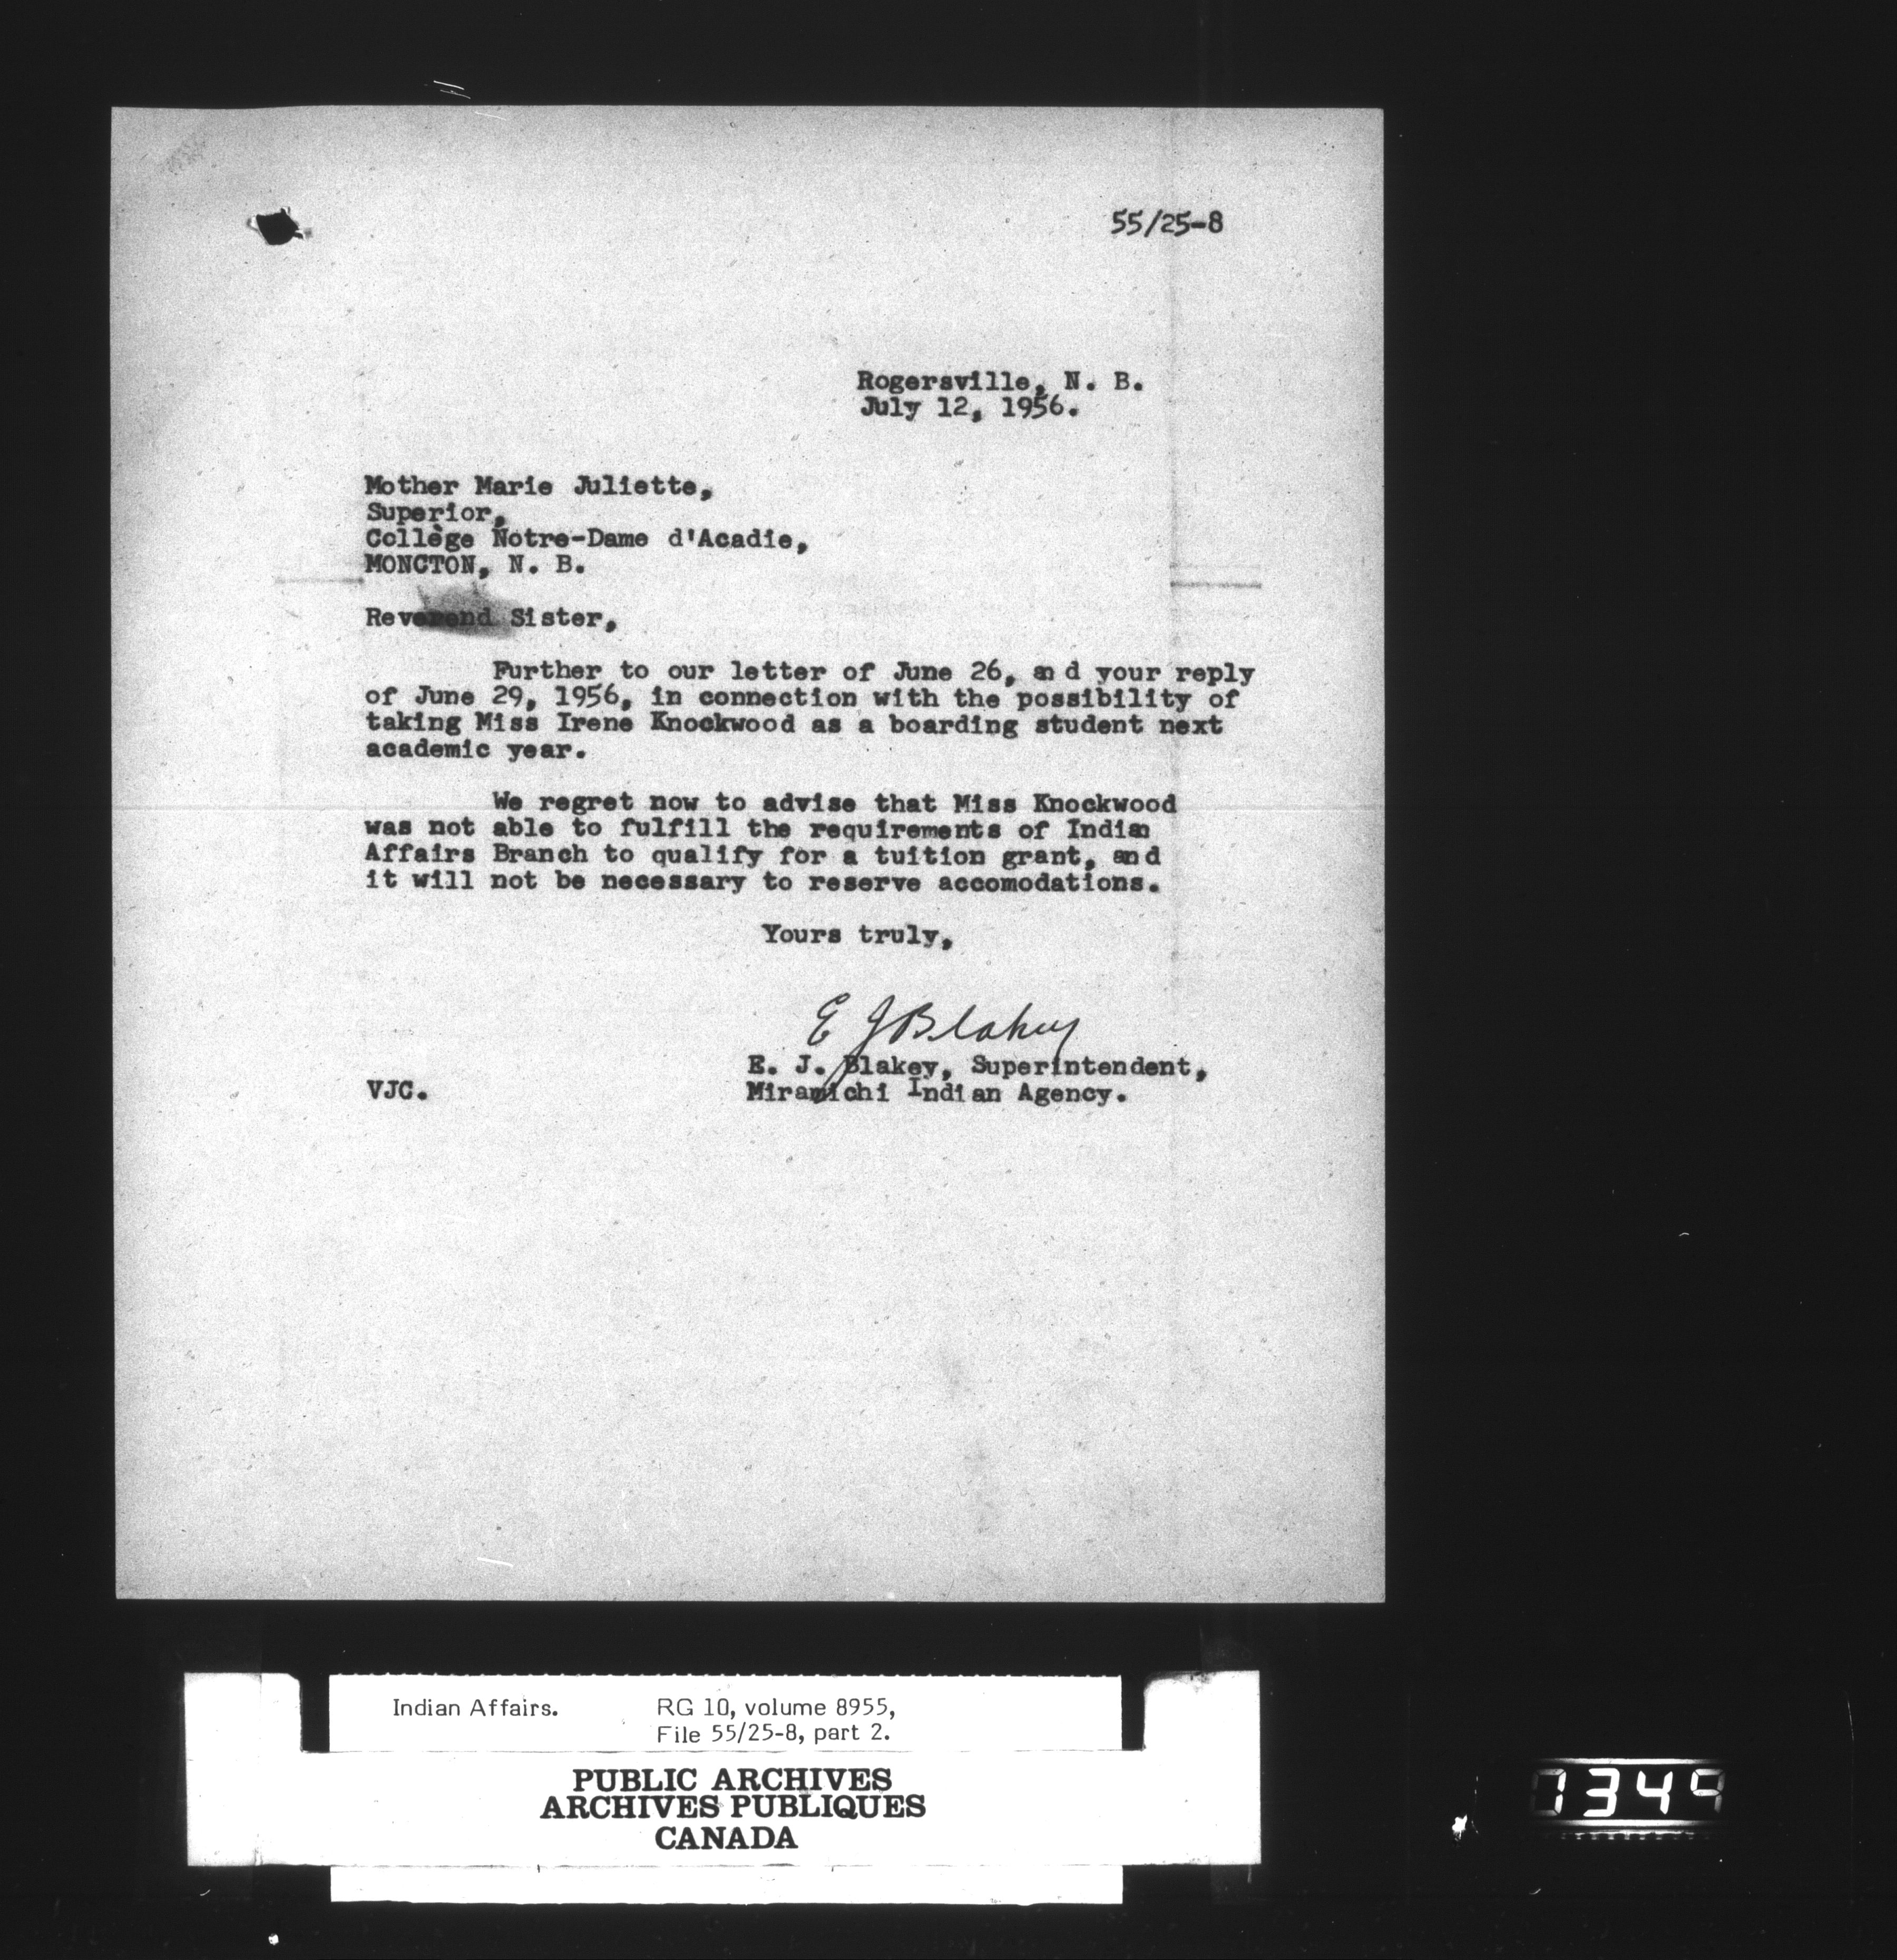 55/25-8
Rogersville, N. B.
July 12, 1956.
Mother Marie Juliette,
Superior,
Collège Notre-Dame d'Acadie,
MONCTON, N. B.
Reverend Sister,
Further to our letter of June 26, and your reply
of June 29, 1956, in connection with the possibility of
taking Miss Irene Knockwood as a boarding student next
academic year.
We regret now to advise that Miss Knockwood
was not able to fulfill the requirements of Indian
Affairs Branch to qualify for a tuition grant, and
it will not be necessary to reserve accomodations.
Yours truly,
E J Blakey
E. J. Blakey, Superintendent,
VJC. Miramichi Indian Agency.
Indian Affairs. RG 10, volume 8955,
File 55/25-8, part 2.
PUBLIC ARCHIVES
ARCHIVES PUBLIQUES
CANADA